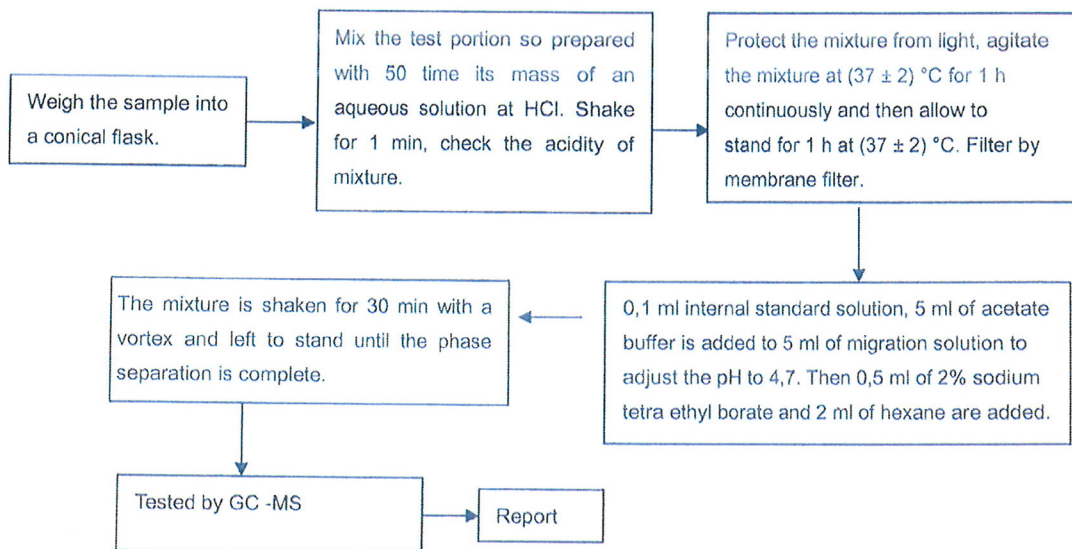 Weigh the sample into
a conical flask.
Mix the test portion so prepared
with 50 time its mass of an
aqueous solution at HCl. Shake
for 1 min, check the acidity of
mixture.
Protect the mixture from light, agitate
the mixture at (37 ± 2) °C for 1 h
continuously and then allow to
stand for 1 h at (37 ± 2) °C. Filter by
membrane filter.
0,1 ml internal standard solution, 5 ml of acetate
buffer is added to 5 ml of migration solution to
adjust the pH to 4,7. Then 0,5 ml of 2% sodium
tetra ethyl borate and 2 ml of hexane are added.
The mixture is shaken for 30 min with a
vortex and left to stand until the phase
separation is complete.
Tested by GC -MS
Report